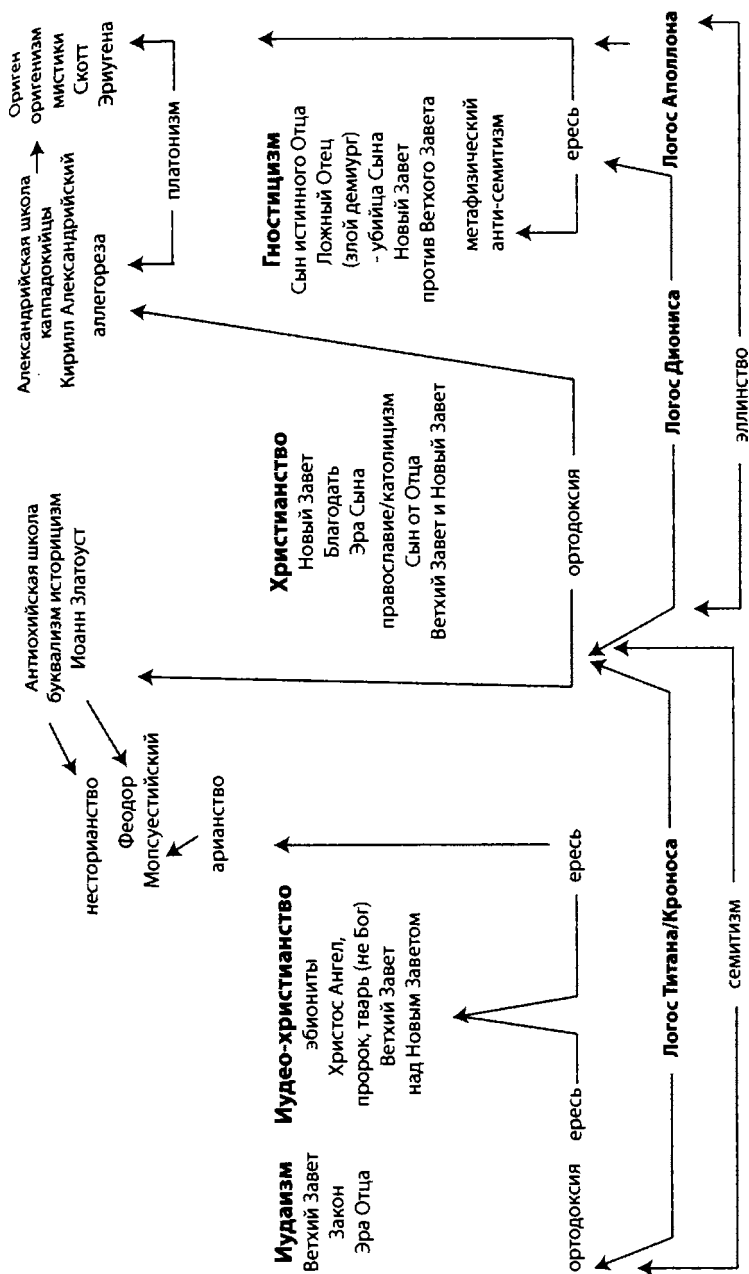 Антиохийская школа
буквализм историцизм
Иоанн Златоуст
Александрийская школа
каппадокийцы
Кирилл Александрийский
аллегореза
Ориген
оригенизм
мистики
Скотт
Эриугена
несторианство
Феодор
Мопсуестийский
арианство
платонизм
Иудаизм
Ветхий Завет
Закон
Эра Отца
Иудео-христианство
эбиониты
Христос Ангел,
пророк, тварь (не Бог)
Ветхий Завет
над Новым Заветом
Христианство
Новый Завет
Благодать
Эра Сына
православие/католицизм
Сын от Отца
Ветхий Завет и Новый Завет
Гностицизм
Сын истинного Отца
Ложный Отец
(злой демиург)
- убийца Сына
Новый Завет
против Ветхого Завета
метафизический
анти-семитизм
ортодоксия
ересь
ересь
ортодоксия
ересь
Логос Титана/Кроноса
Логос Диониса
Логос Аполлона
семитизм
эллинство